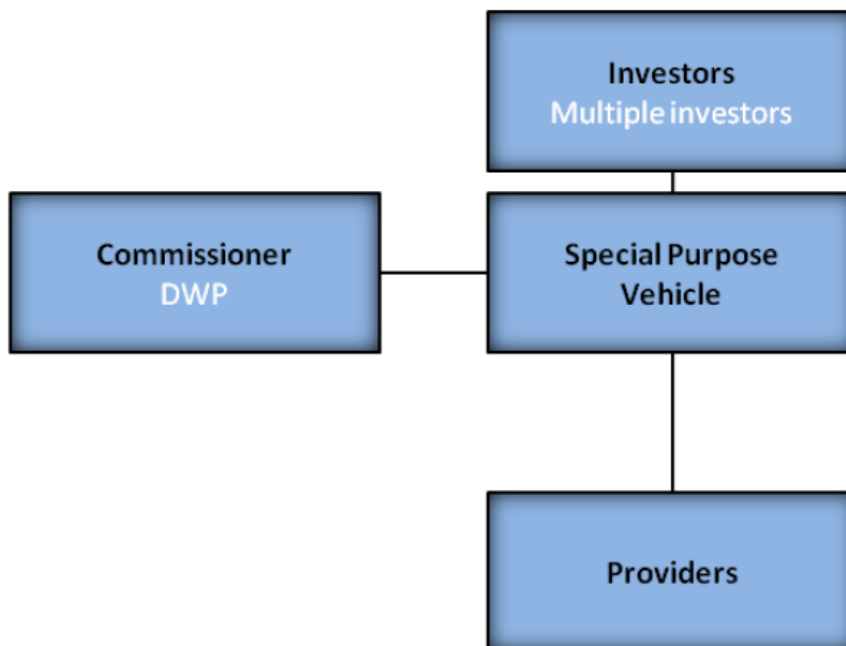 Investors
Multiple investors
Commissioner
DWP
Special Purpose
Vehicle
Providers